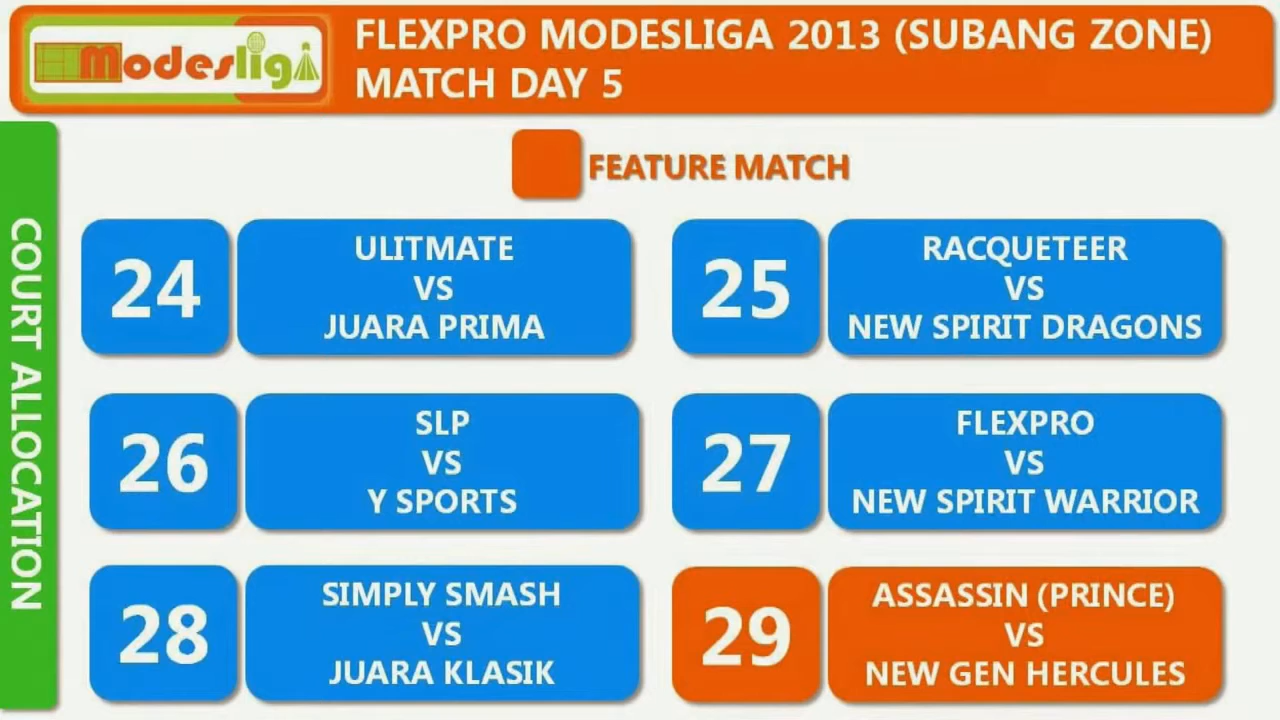 Modesliga
FLEXPRO MODESLIGA 2013 (SUBANG ZONE)
MATCH DAY 5
FEATURE MATCH
COURT ALLOCATION
24
ULITMATE
VS
JUARA PRIMA
25
RACQUETEER
VS
NEW SPIRIT DRAGONS
26
SLP
VS
Y SPORTS
27
FLEXPRO
VS
NEW SPIRIT WARRIOR
28
SIMPLY SMASH
VS
JUARA KLASIK
29
ASSASSIN (PRINCE)
VS
NEW GEN HERCULES